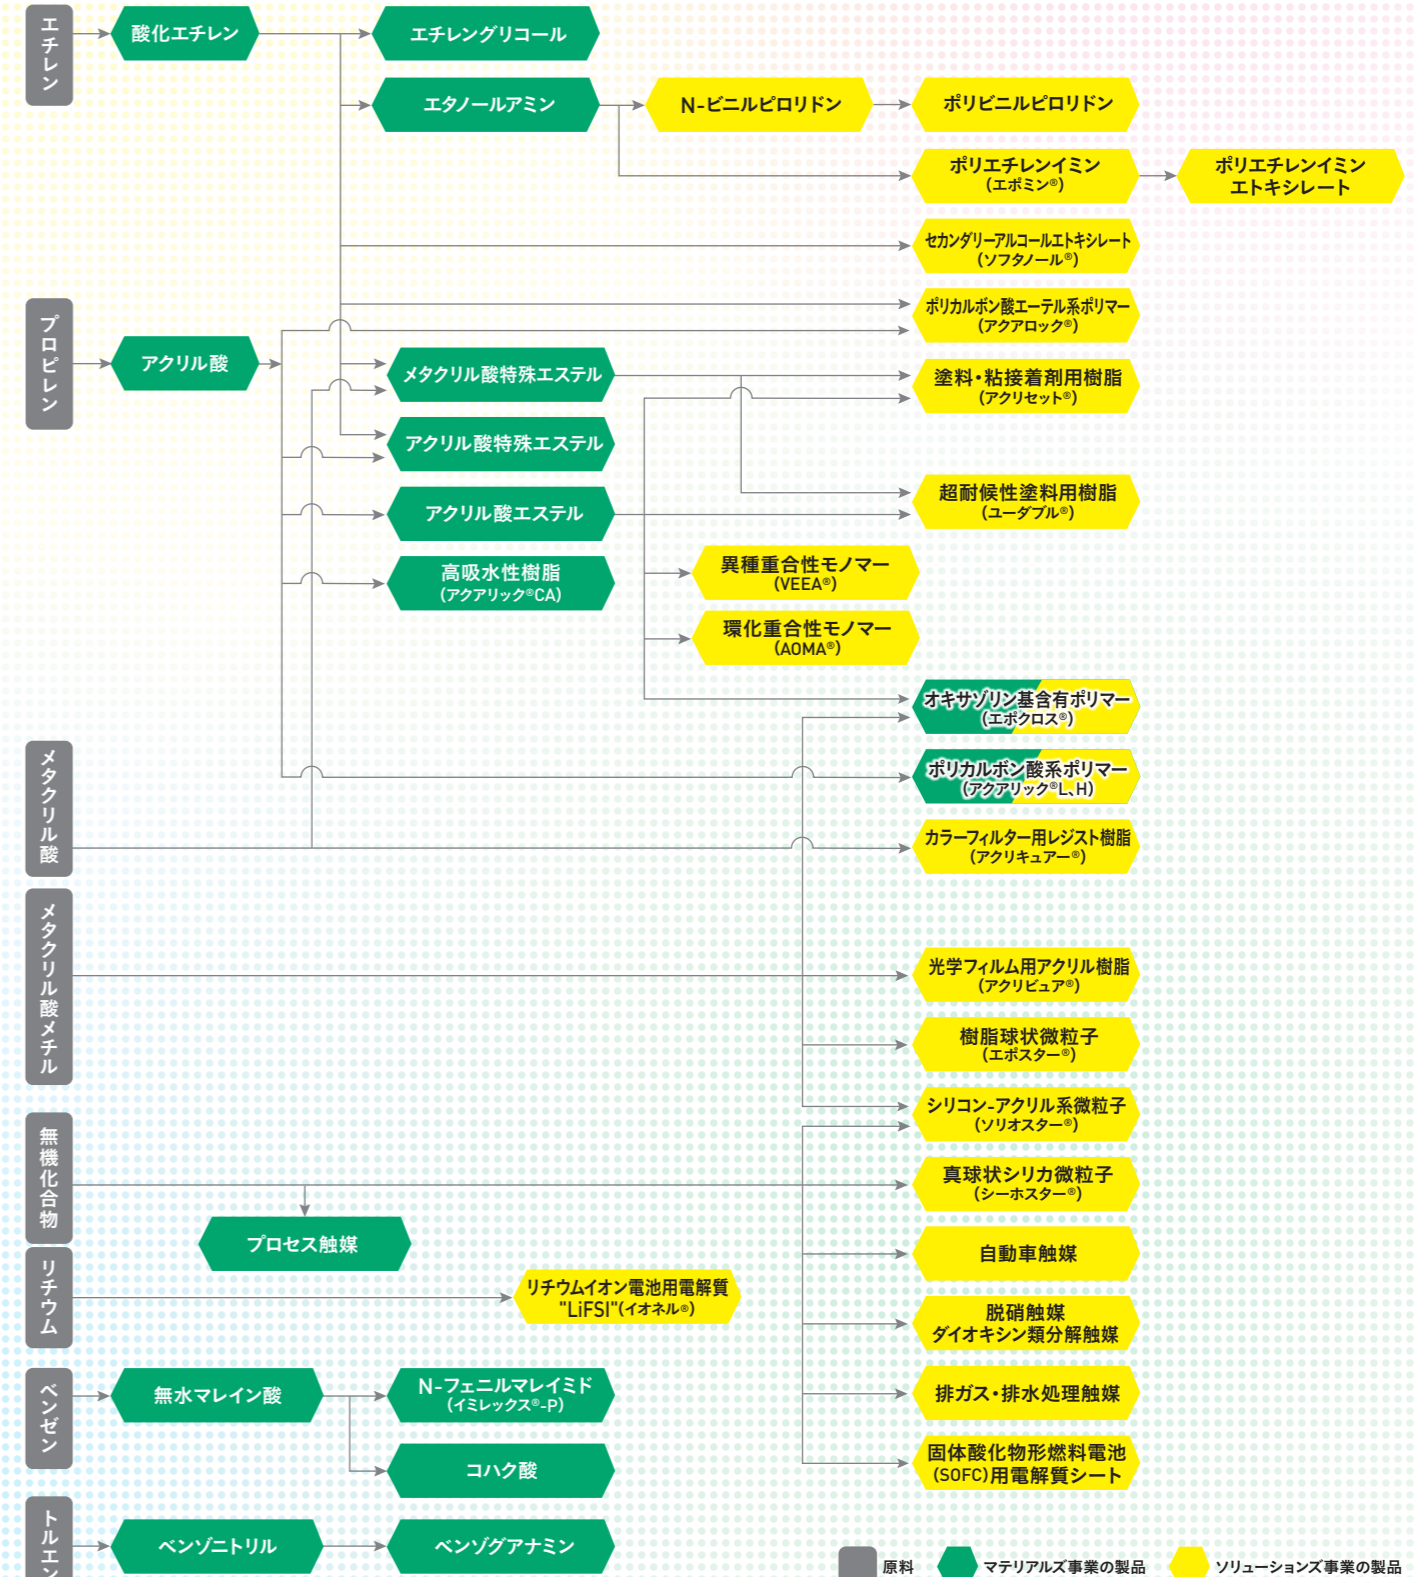 エチレン
酸化エチレン
エチレングリコール
エタノールアミン
N-ビニルピロリドン
ポリビニルピロリドン
ポリエチレンイミン
(エポミン®)
ポリエチレンイミン
エトキシレート
セカンダリーアルコールエトキシレート
(ソフタノール®)
プロピレン
アクリル酸
ポリカルボン酸エーテル系ポリマー
(アクアロック®)
メタクリル酸特殊エステル
塗料・粘接着剤用樹脂
(アクリセット®)
アクリル酸特殊エステル
アクリル酸エステル
超耐候性塗料用樹脂
(ユーダブル®)
高吸水性樹脂
(アクアリック®CA)
異種重合性モノマー
(VEEA®)
環化重合性モノマー
(AOMA®)
オキサゾリン基含有ポリマー
(エポクロス®)
メタクリル酸
ポリカルボン酸系ポリマー
(アクアリック®L、H)
カラーフィルター用レジスト樹脂
(アクリキュアー®)
メタクリル酸メチル
光学フィルム用アクリル樹脂
(アクリビュア®)
樹脂球状微粒子
(エポスター®)
シリコン-アクリル系微粒子
(ソリオスター®)
無機化合物
真球状シリカ微粒子
(シーホスター®)
プロセス触媒
自動車触媒
リチウム
リチウムイオン電池用電解質
"LiFSI"(イオネル®)
脱硝触媒
ダイオキシン類分解触媒
ベンゼン
無水マレイン酸
N-フェニルマレイミド
(イミレックス®-P)
排ガス・排水処理触媒
コハク酸
固体酸化物形燃料電池
(SOFC)用電解質シート
トルエン
ベンゾニトリル
ベンゾグアナミン
原料
マテリアルズ事業の製品
ソリューションズ事業の製品